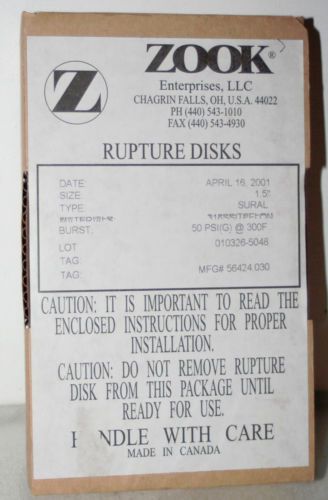 Z
ZOOK®
Enterprises, LLC
CHAGRIN FALLS, OH, U.S.A. 44022
PH (440) 543-1010
FAX (440) 543-4930
RUPTURE DISKS
DATE: APRIL 16, 2001
SIZE: 1.5"
TYPE: SURAL
BURST: 50 PSI(G) @ 300F
LOT 010326-5048
TAG:
TAG: MFG# 56424.030
CAUTION: IT IS IMPORTANT TO READ THE
ENCLOSED INSTRUCTIONS FOR PROPER
INSTALLATION.
CAUTION: DO NOT REMOVE RUPTURE
DISK FROM THIS PACKAGE UNTIL
READY FOR USE.
HANDLE WITH CARE
MADE IN CANADA